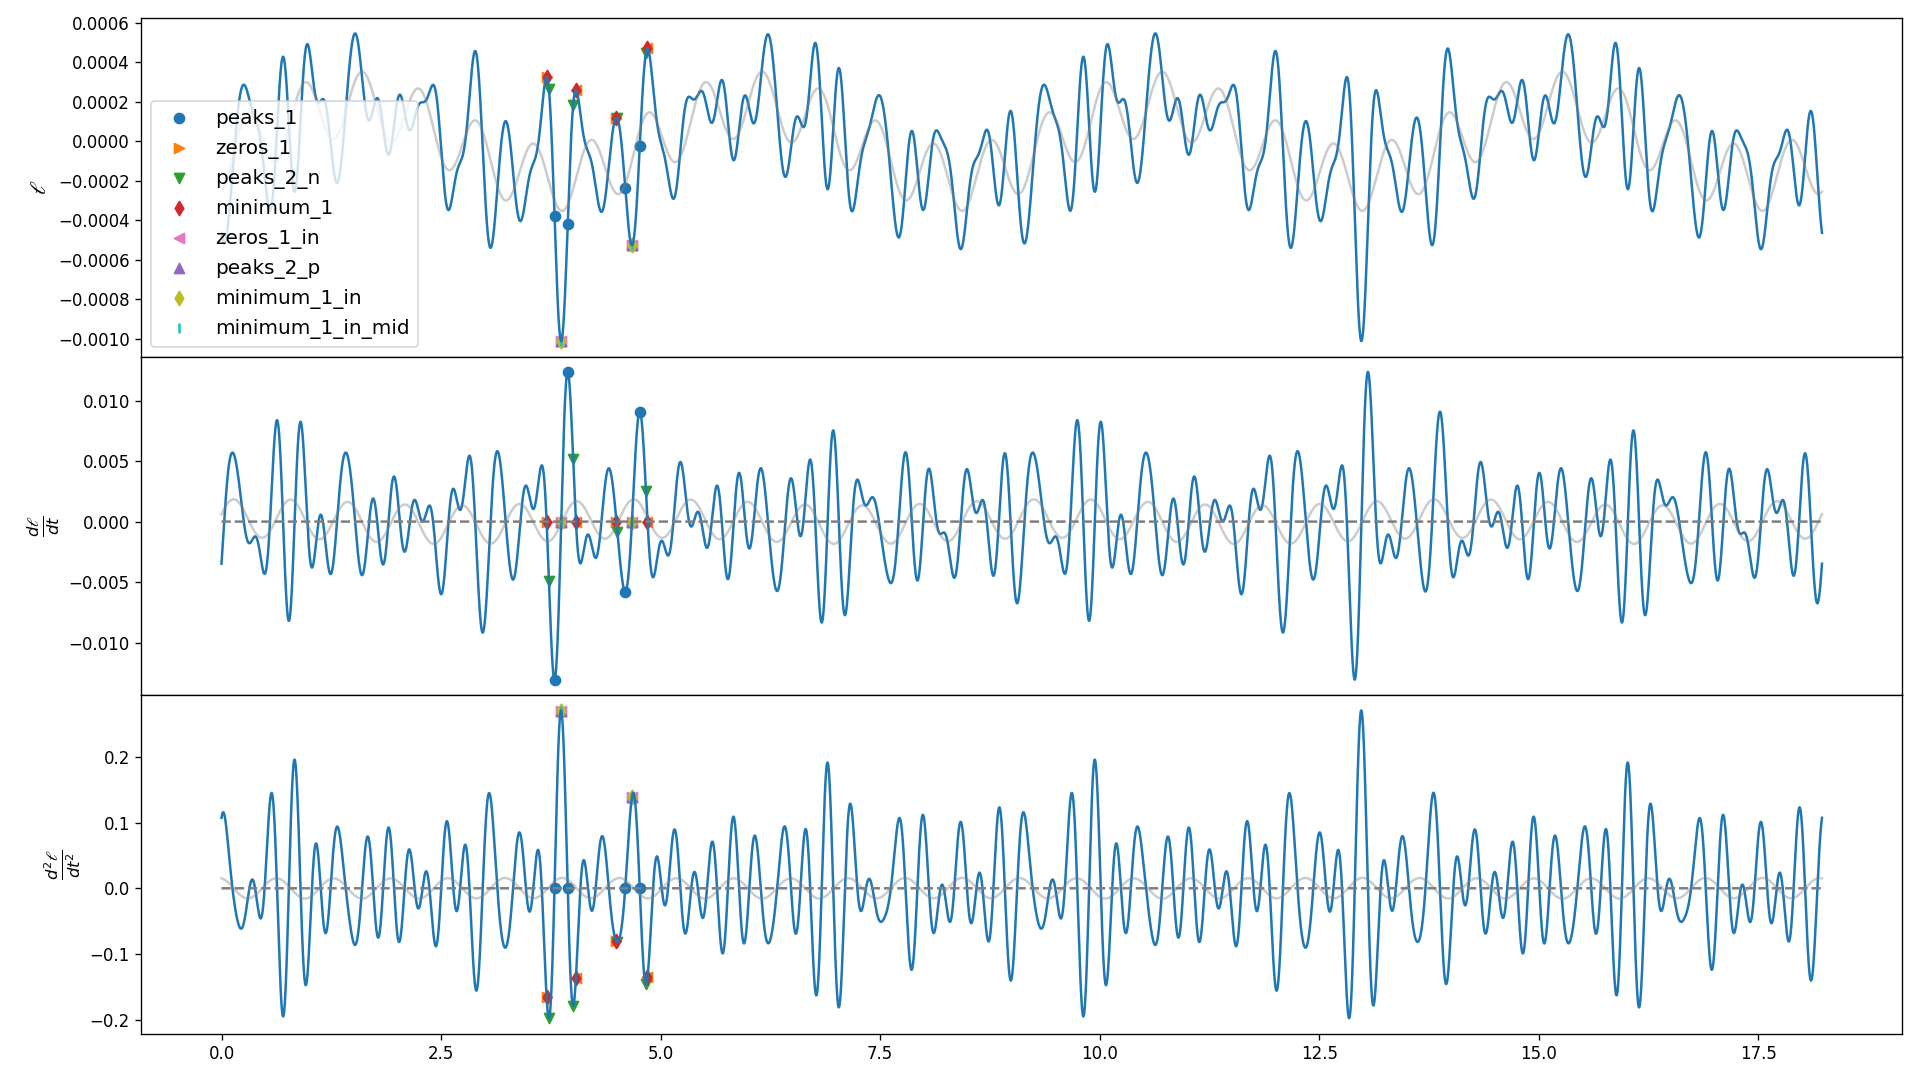 0.0006
0.0004
0.0002
0.0000
−0.0002
−0.0004
−0.0006
−0.0008
−0.0010
ℓ
peaks_1
zeros_1
peaks_2_n
minimum_1
zeros_1_in
peaks_2_p
minimum_1_in
minimum_1_in_mid
0.010
0.005
0.000
−0.005
−0.010
dℓ
dt
0.2
0.1
0.0
−0.1
−0.2
d²ℓ
dt²
0.0 2.5 5.0 7.5 10.0 12.5 15.0 17.5